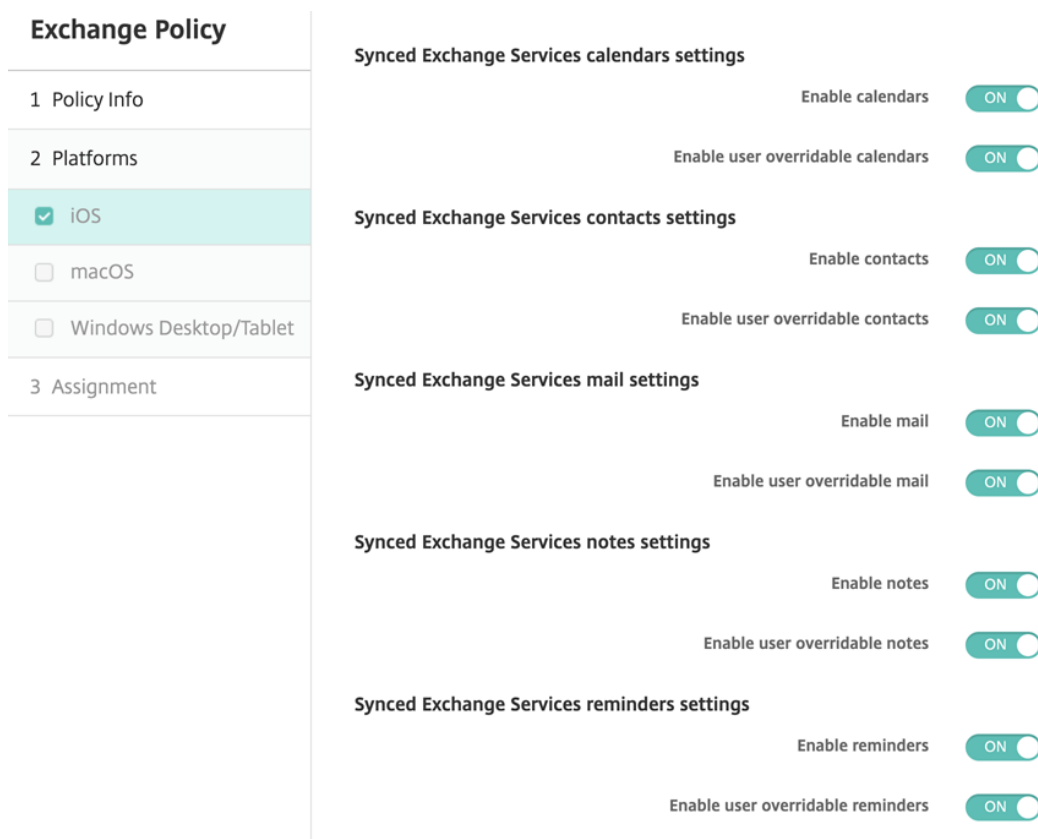 Exchange Policy
1 Policy Info
2 Platforms
iOS
macOS
Windows Desktop/Tablet
3 Assignment
Synced Exchange Services calendars settings
Enable calendars ON
Enable user overridable calendars ON
Synced Exchange Services contacts settings
Enable contacts ON
Enable user overridable contacts ON
Synced Exchange Services mail settings
Enable mail ON
Enable user overridable mail ON
Synced Exchange Services notes settings
Enable notes ON
Enable user overridable notes ON
Synced Exchange Services reminders settings
Enable reminders ON
Enable user overridable reminders ON